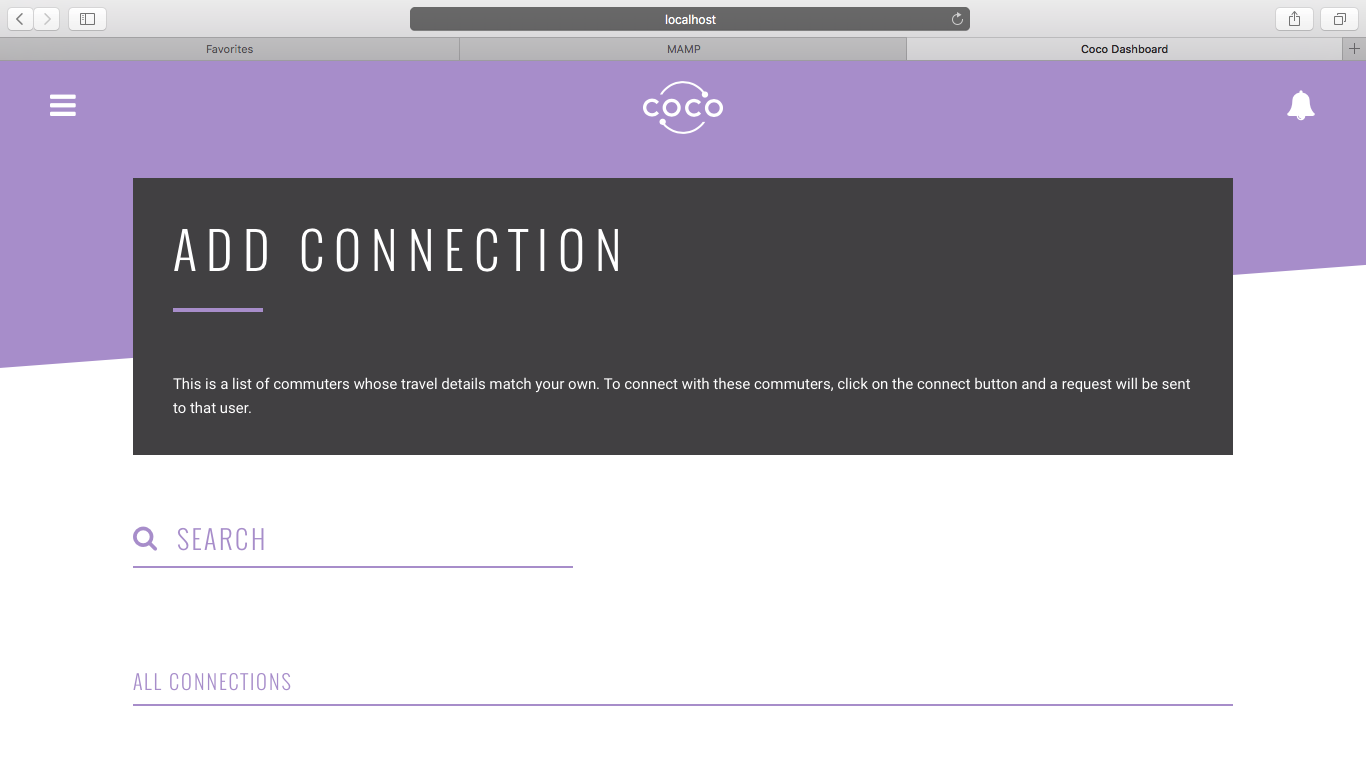 localhost
Favorites
MAMP
Coco Dashboard
coco
ADD CONNECTION
This is a list of commuters whose travel details match your own. To connect with these commuters, click on the connect button and a request will be sent
to that user.
SEARCH
ALL CONNECTIONS